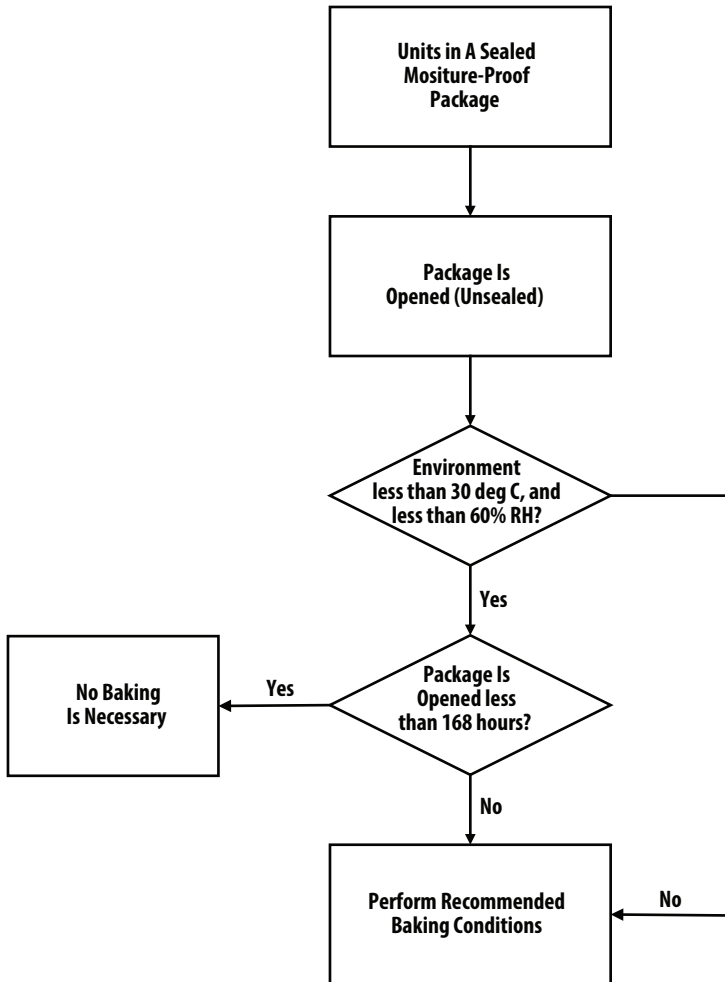 Units in A Sealed
Mositure-Proof
Package
Package Is
Opened (Unsealed)
Environment
less than 30 deg C, and
less than 60% RH?
Yes
Package Is
Opened less
than 168 hours?
Yes
No Baking
Is Necessary
No
Perform Recommended
Baking Conditions
No